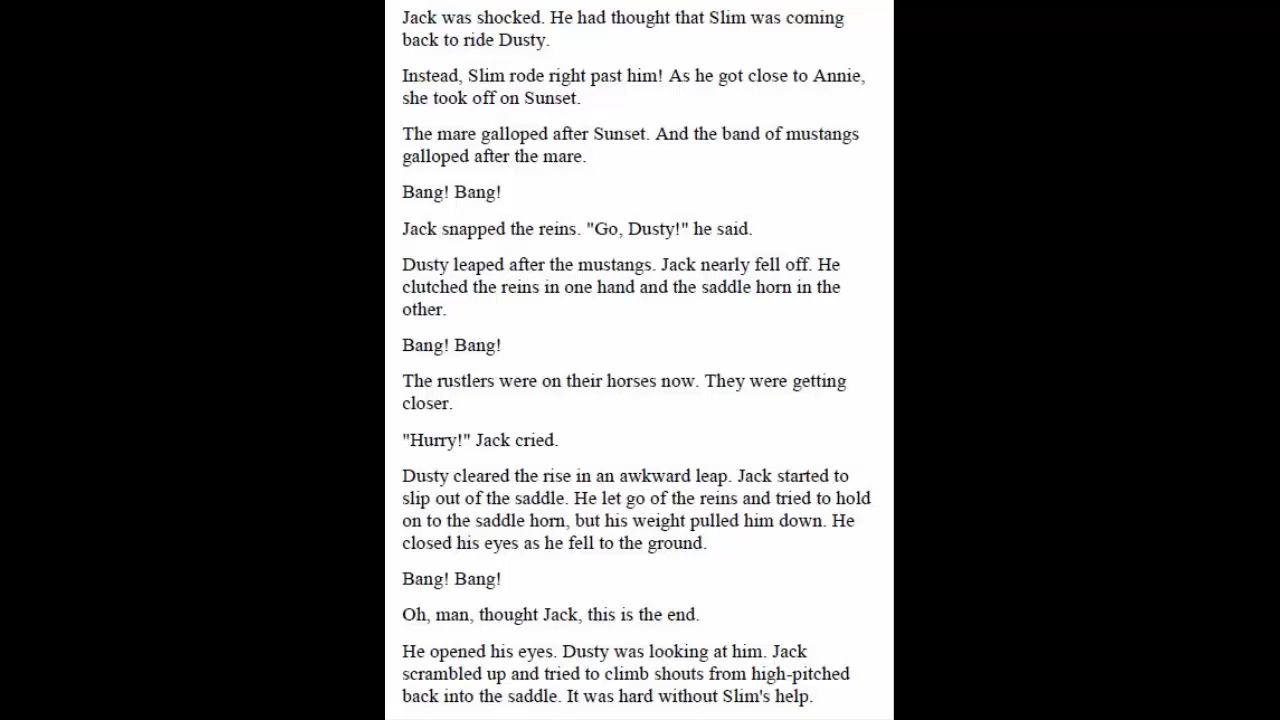 Jack was shocked. He had thought that Slim was coming
back to ride Dusty.
Instead, Slim rode right past him! As he got close to Annie,
she took off on Sunset.
The mare galloped after Sunset. And the band of mustangs
galloped after the mare.
Bang! Bang!
Jack snapped the reins. "Go, Dusty!" he said.
Dusty leaped after the mustangs. Jack nearly fell off. He
clutched the reins in one hand and the saddle horn in the
other.
Bang! Bang!
The rustlers were on their horses now. They were getting
closer.
"Hurry!" Jack cried.
Dusty cleared the rise in an awkward leap. Jack started to
slip out of the saddle. He let go of the reins and tried to hold
on to the saddle horn, but his weight pulled him down. He
closed his eyes as he fell to the ground.
Bang! Bang!
Oh, man, thought Jack, this is the end.
He opened his eyes. Dusty was looking at him. Jack
scrambled up and tried to climb shouts from high-pitched
back into the saddle. It was hard without Slim's help.